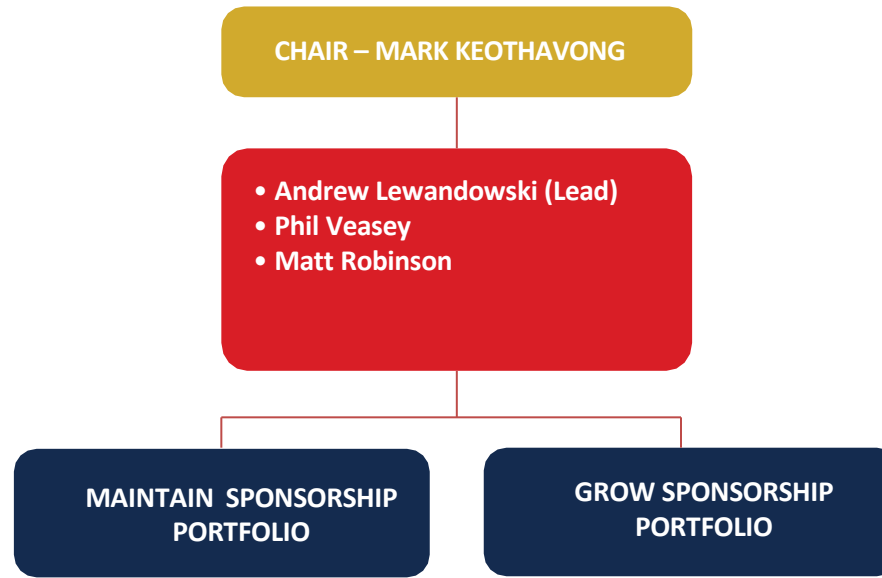 CHAIR – MARK KEOTHAVONG
• Andrew Lewandowski (Lead)
• Phil Veasey
• Matt Robinson
MAINTAIN SPONSORSHIP
PORTFOLIO
GROW SPONSORSHIP
PORTFOLIO